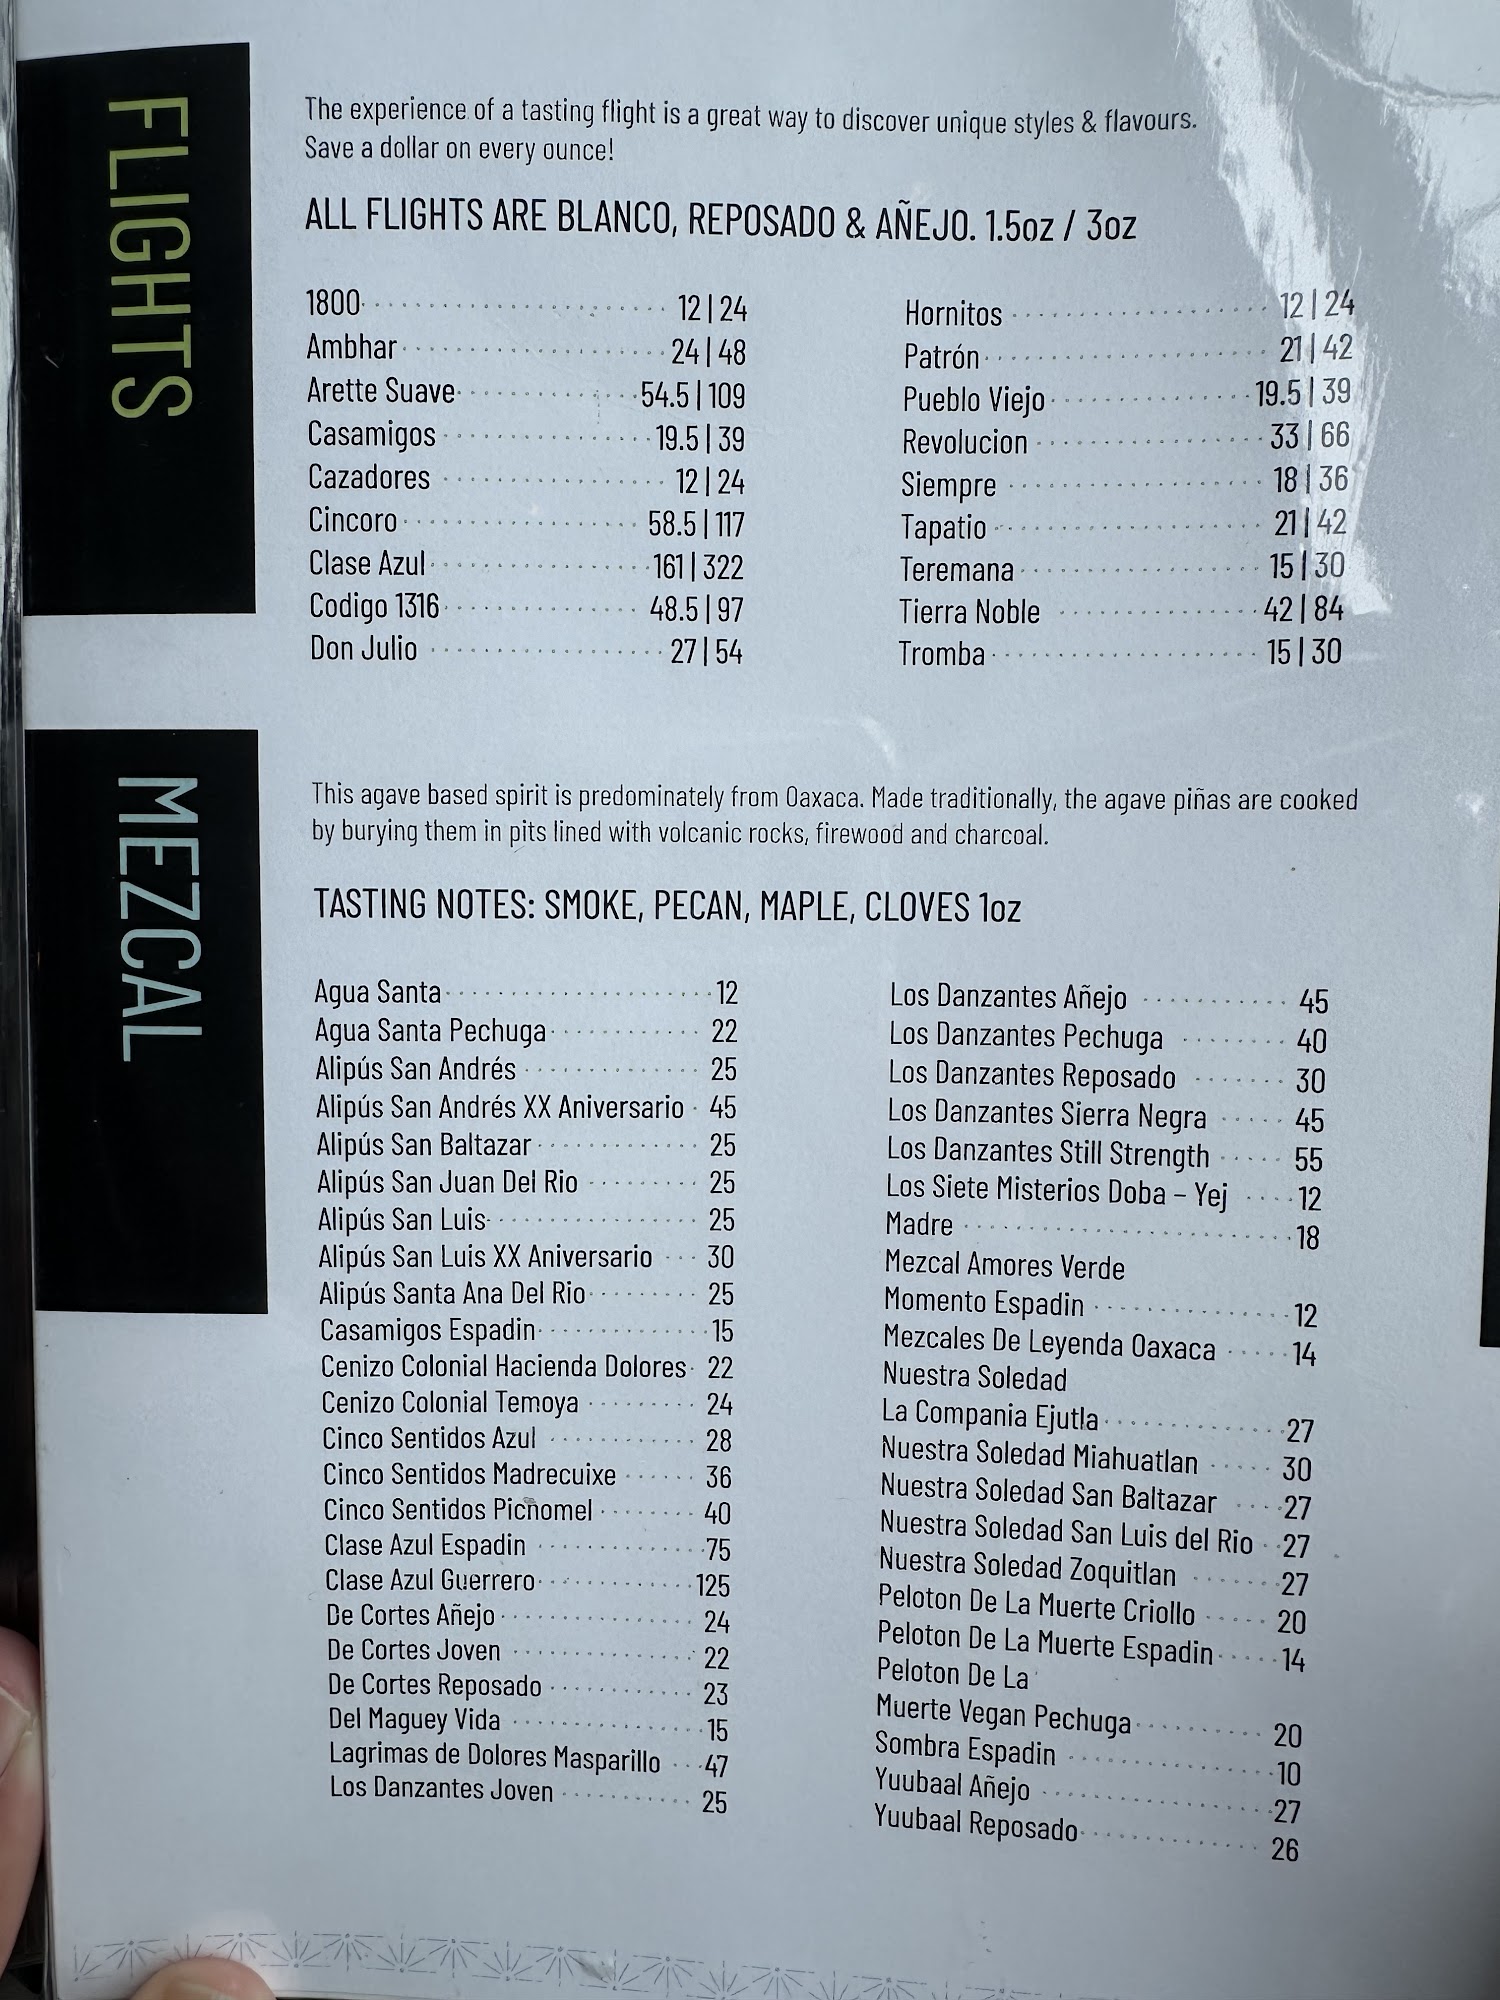 FLIGHTS
The experience of a tasting flight is a great way to discover unique styles & flavours.
Save a dollar on every ounce!
ALL FLIGHTS ARE BLANCO, REPOSADO & AÑEJO. 1.5oz / 3oz
1800 12 | 24
Ambhar 24 | 48
Arette Suave 54.5 | 109
Casamigos 19.5 | 39
Cazadores 12 | 24
Cincoro 58.5 | 117
Clase Azul 161 | 322
Codigo 1316 48.5 | 97
Don Julio 27 | 54
Hornitos 12 | 24
Patrón 21 | 42
Pueblo Viejo 19.5 | 39
Revolucion 33 | 66
Siempre 18 | 36
Tapatio 21 | 42
Teremana 15 | 30
Tierra Noble 42 | 84
Tromba 15 | 30
MEZCAL
This agave based spirit is predominately from Oaxaca. Made traditionally, the agave piñas are cooked
by burying them in pits lined with volcanic rocks, firewood and charcoal.
TASTING NOTES: SMOKE, PECAN, MAPLE, CLOVES 1oz
Agua Santa 12
Agua Santa Pechuga 22
Alipús San Andrés 25
Alipús San Andrés XX Aniversario 45
Alipús San Baltazar 25
Alipús San Juan Del Rio 25
Alipús San Luis 25
Alipús San Luis XX Aniversario 30
Alipús Santa Ana Del Rio 25
Casamigos Espadin 15
Cenizo Colonial Hacienda Dolores 22
Cenizo Colonial Temoya 24
Cinco Sentidos Azul 28
Cinco Sentidos Madrecuixe 36
Cinco Sentidos Picñomel 40
Clase Azul Espadin 75
Clase Azul Guerrero 125
De Cortes Añejo 24
De Cortes Joven 22
De Cortes Reposado 23
Del Maguey Vida 15
Lagrimas de Dolores Masparillo 47
Los Danzantes Joven 25
Los Danzantes Añejo 45
Los Danzantes Pechuga 40
Los Danzantes Reposado 30
Los Danzantes Sierra Negra 45
Los Danzantes Still Strength 55
Los Siete Misterios Doba – Yej 12
Madre 18
Mezcal Amores Verde
Momento Espadin 12
Mezcales De Leyenda Oaxaca 14
Nuestra Soledad
La Compania Ejutla 27
Nuestra Soledad Miahuatlan 30
Nuestra Soledad San Baltazar 27
Nuestra Soledad San Luis del Rio 27
Nuestra Soledad Zoquitlan 27
Peloton De La Muerte Criollo 20
Peloton De La Muerte Espadin 14
Peloton De La
Muerte Vegan Pechuga 20
Sombra Espadin 10
Yuubaal Añejo 27
Yuubaal Reposado 26